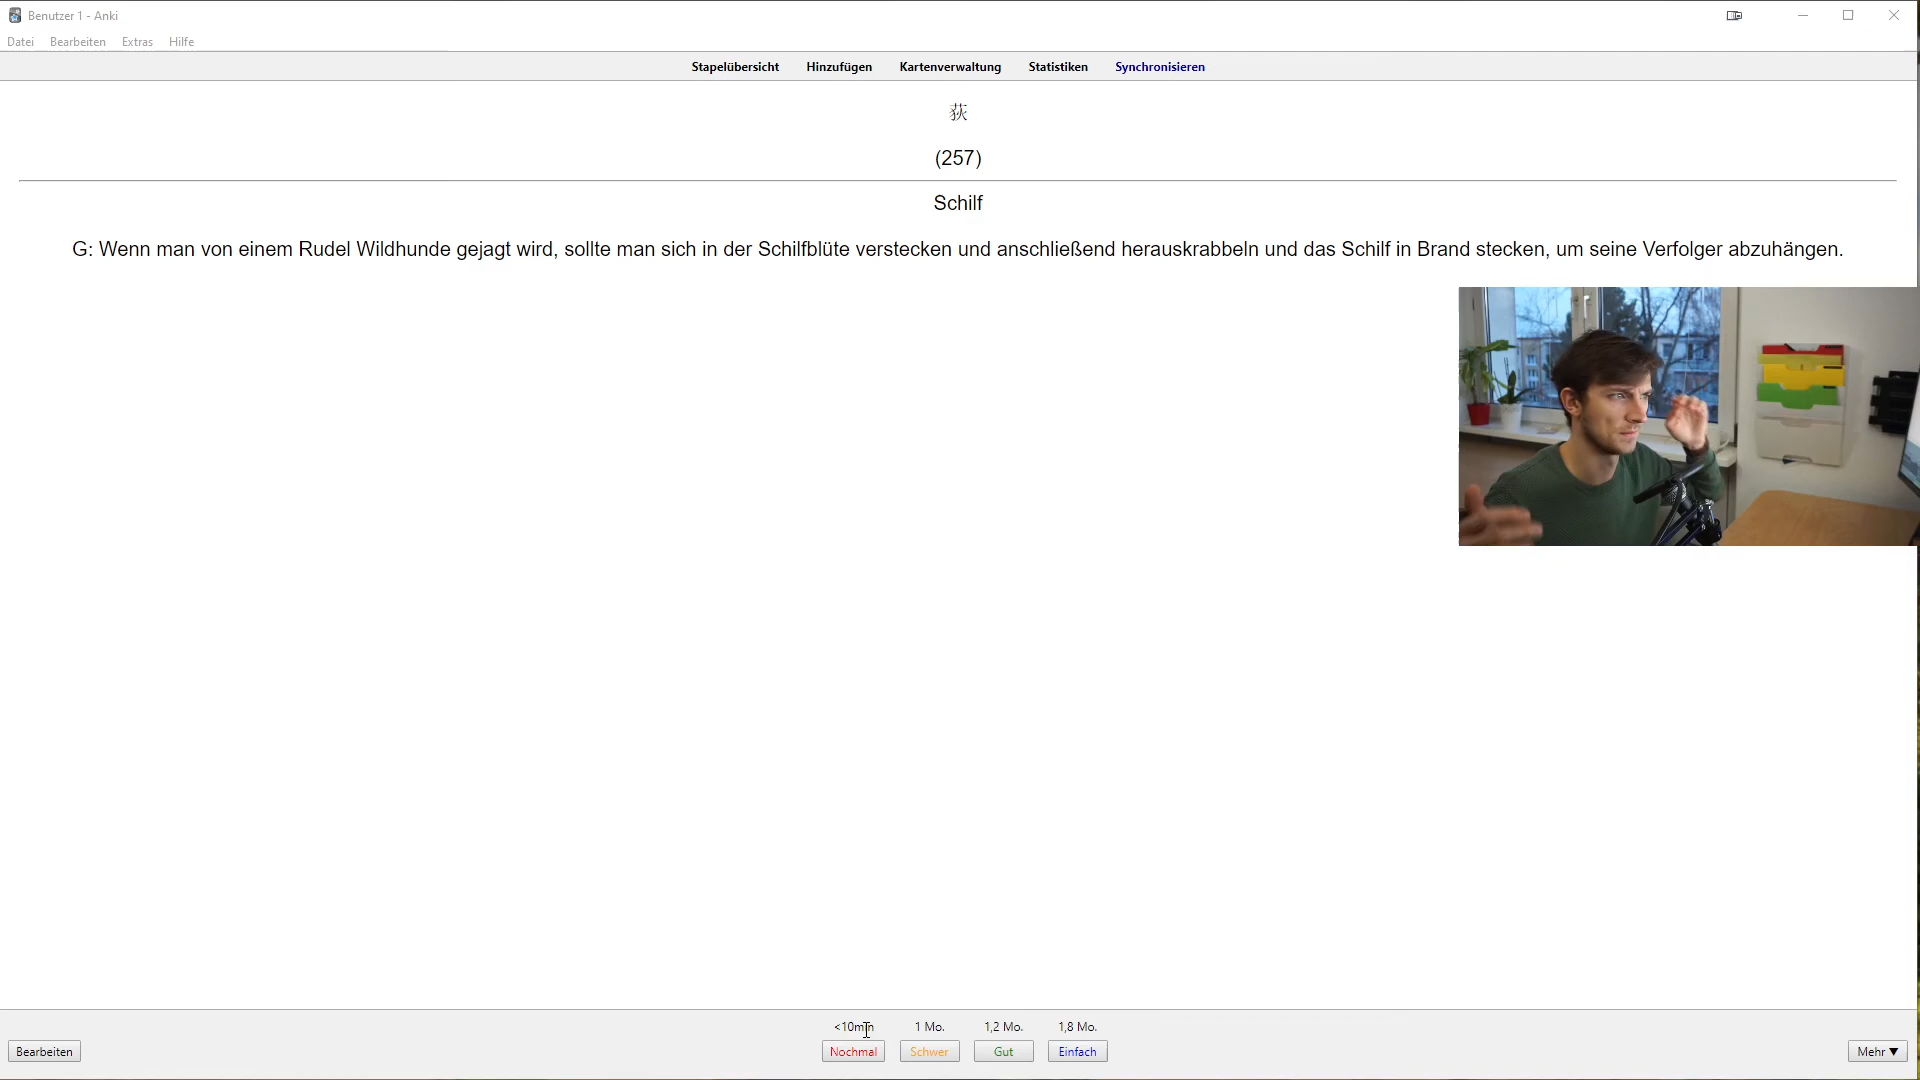 Benutzer 1 - Anki
Datei Bearbeiten Extras Hilfe
Stapelübersicht Hinzufügen Kartenverwaltung Statistiken Synchronisieren
荻
(257)
Schilf
G: Wenn man von einem Rudel Wildhunde gejagt wird, sollte man sich in der Schilfblüte verstecken und anschließend herauskrabbeln und das Schilf in Brand stecken, um seine Verfolger abzuhängen.
<10min 1 Mo. 1,2 Mo. 1,8 Mo.
Bearbeiten Nochmal Schwer Gut Einfach Mehr ▼